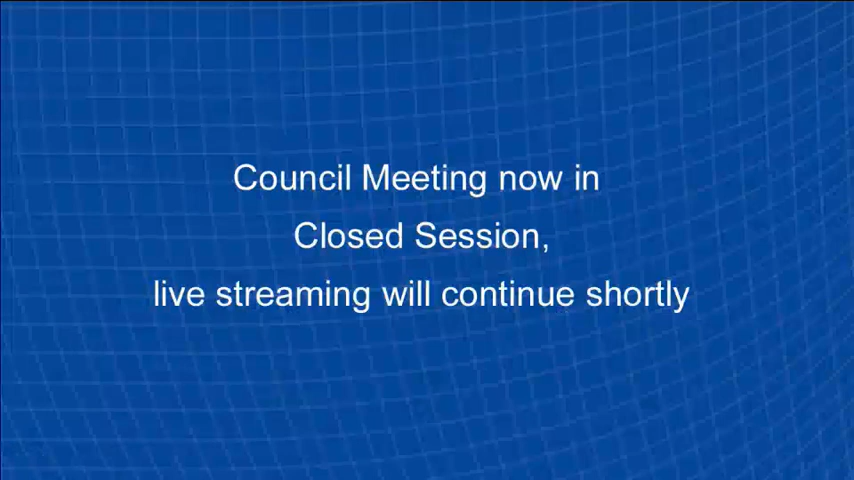 Council Meeting now in
Closed Session,
live streaming will continue shortly